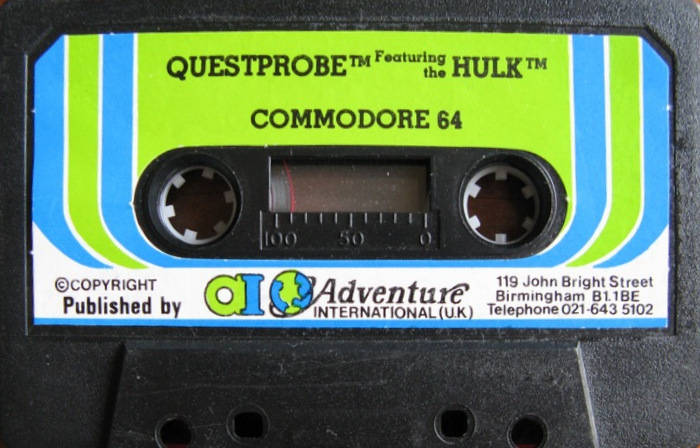 QUESTPROBE™ Featuring the HULK™
COMMODORE 64
100 50 0
©COPYRIGHT
Published by
aI Adventure
INTERNATIONAL (U.K)
119 John Bright Street
Birmingham B1.1BE
Telephone 021-643 5102